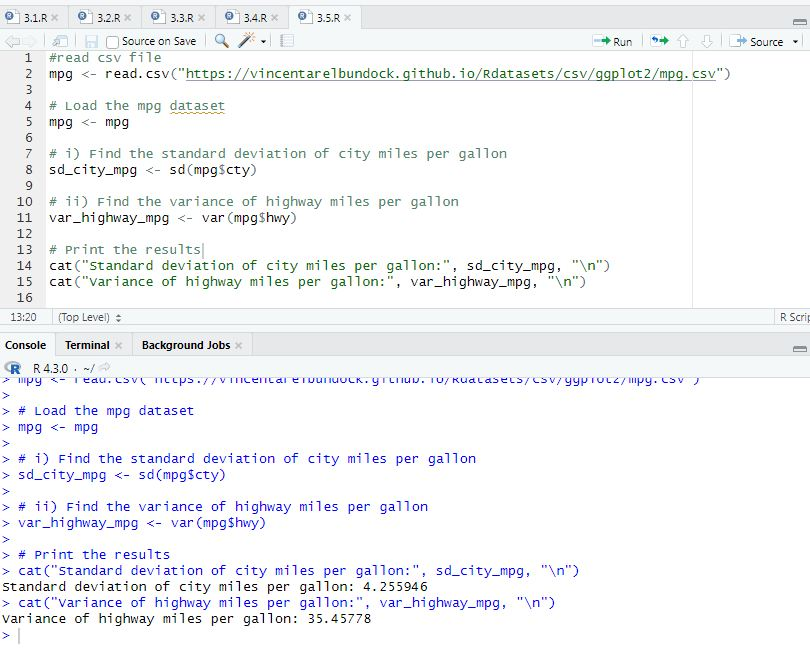 3.1.R
3.2.R
3.3.R
3.4.R
3.5.R
Source on Save
Run
Source
1 #read csv file
2 mpg <- read.csv("https://vincentarelbundock.github.io/Rdatasets/csv/ggplot2/mpg.csv")
3
4 # Load the mpg dataset
5 mpg <- mpg
6
7 # i) Find the standard deviation of city miles per gallon
8 sd_city_mpg <- sd(mpg$cty)
9
10 # ii) Find the variance of highway miles per gallon
11 var_highway_mpg <- var(mpg$hwy)
12
13 # Print the results
14 cat("Standard deviation of city miles per gallon:", sd_city_mpg, "\n")
15 cat("Variance of highway miles per gallon:", var_highway_mpg, "\n")
16
13:20 (Top Level) R Scrip
Console Terminal Background Jobs
R R 4.3.0 · ~/
> mpg <- read.csv("https://vincentarelbundock.github.io/Rdatasets/csv/ggplot2/mpg.csv")
>
> # Load the mpg dataset
> mpg <- mpg
>
> # i) Find the standard deviation of city miles per gallon
> sd_city_mpg <- sd(mpg$cty)
>
> # ii) Find the variance of highway miles per gallon
> var_highway_mpg <- var(mpg$hwy)
>
> # Print the results
> cat("Standard deviation of city miles per gallon:", sd_city_mpg, "\n")
Standard deviation of city miles per gallon: 4.255946
> cat("Variance of highway miles per gallon:", var_highway_mpg, "\n")
Variance of highway miles per gallon: 35.45778
>